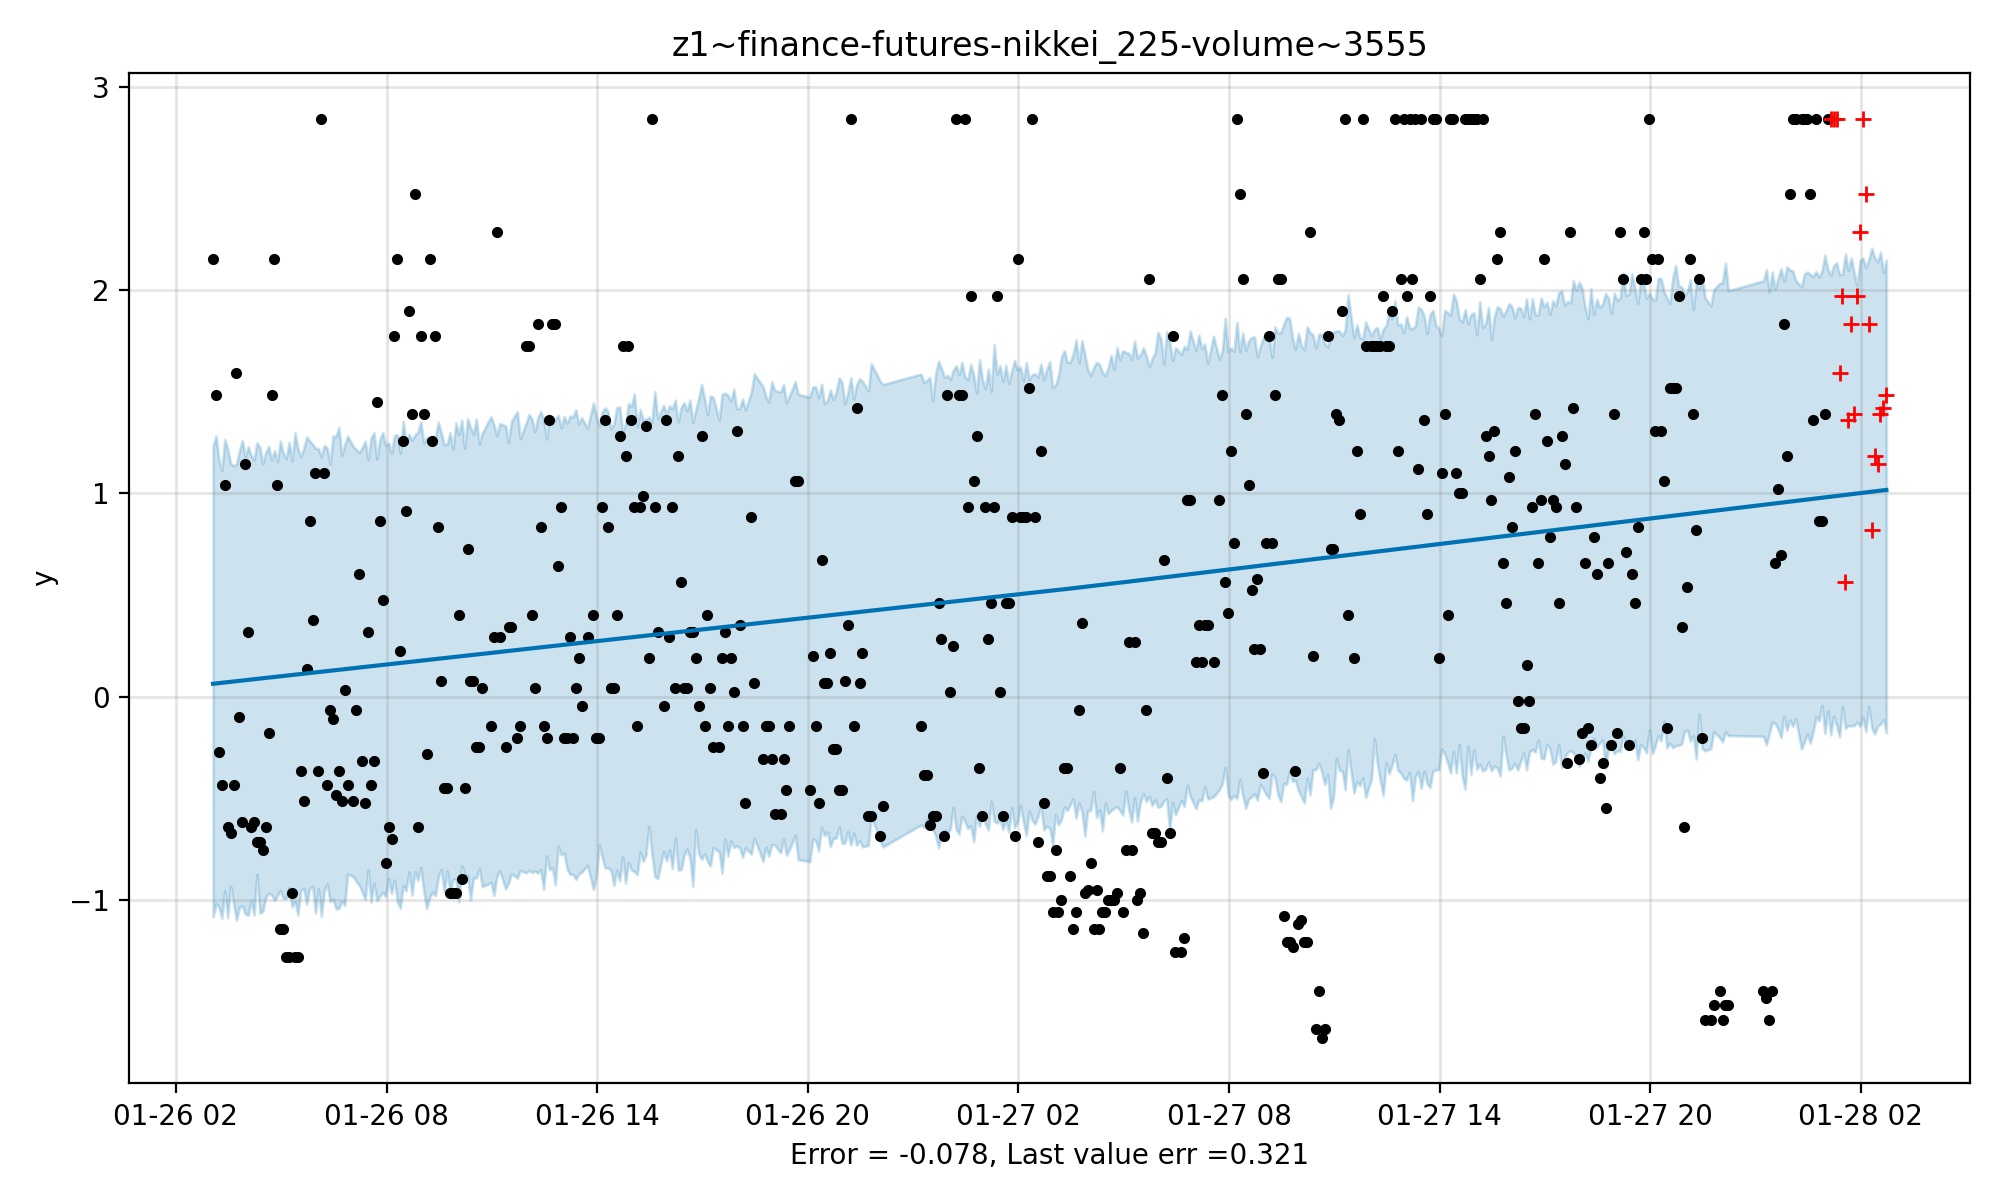 z1~finance-futures-nikkei_225-volume~3555
y
3
2
1
0
−1
01-26 02 01-26 08 01-26 14 01-26 20 01-27 02 01-27 08 01-27 14 01-27 20 01-28 02
Error = -0.078, Last value err =0.321